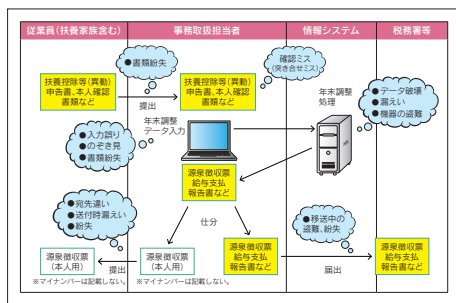 従業員(扶養家族含む)
事務取扱担当者
情報システム
税務署等
●書類紛失
確認ミス
(突き合せミス)
扶養控除等(異動)
申告書、本人確認
書類など
提出
扶養控除等(異動)
申告書、本人確認
書類など
年末調整
処理
●データ破壊
●漏えい
●機器の盗難
年末調整
データ入力
●入力誤り
●のぞき見
●書類紛失
源泉徴収票
給与支払
報告書など
●宛先違い
●送付時漏えい
●紛失
仕分
●移送中の
盗難、紛失
源泉徴収票
(本人用)
提出
源泉徴収票
(本人用)
源泉徴収票
給与支払
報告書など
届出
源泉徴収票
給与支払
報告書など
※マイナンバーは記載しない。
※マイナンバーは記載しない。